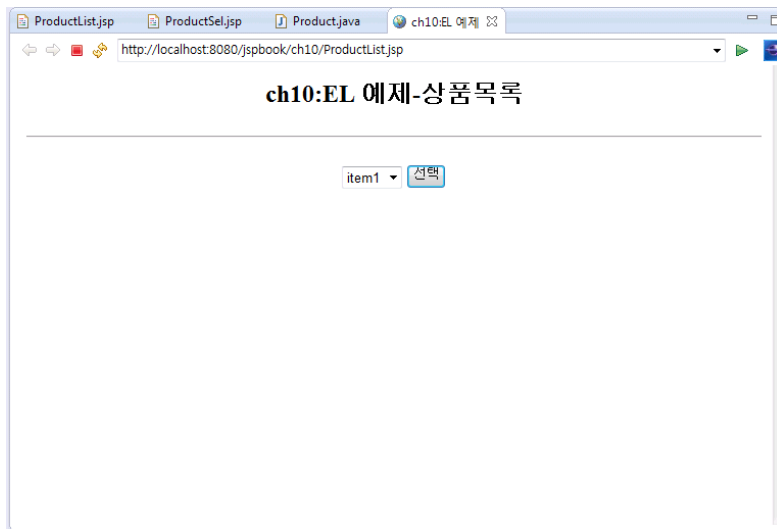 ProductList.jsp ProductSel.jsp Product.java ch10:EL 예제
http://localhost:8080/jspbook/ch10/ProductList.jsp
ch10:EL 예제-상품목록
item1 선택